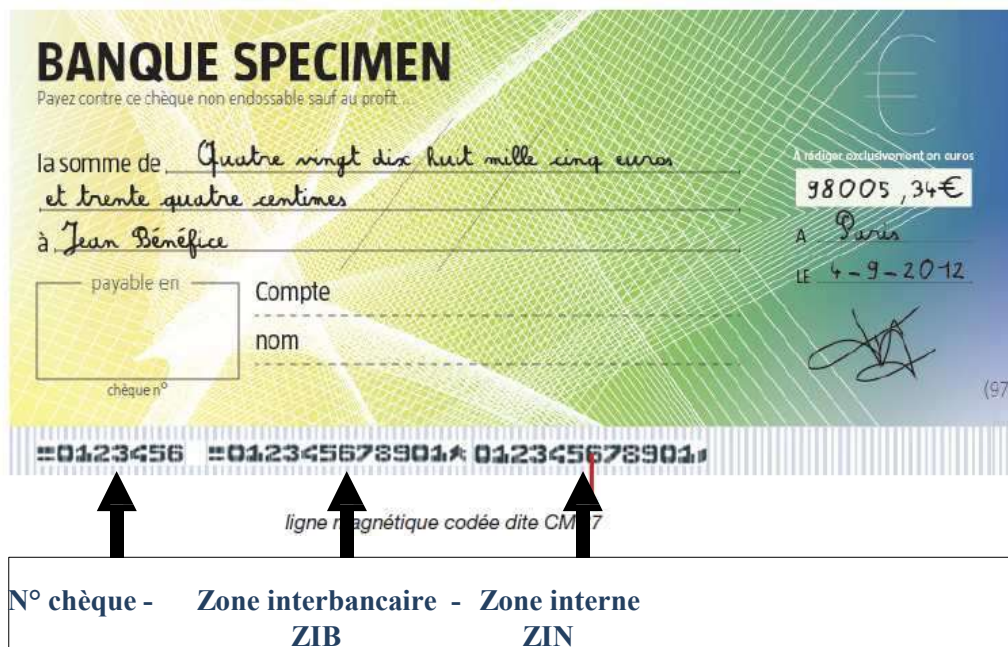 BANQUE SPECIMEN
Payez contre ce chèque non endossable sauf au profit...
la somme de Quatre vingt dix huit mille cinq euros
et trente quatre centimes
à Jean Bénéfice
€
A rédiger exclusivement en euros
98005,34€
A Paris
LE 4-9-2012
payable en
Compte
nom
chèque n°
(97
0123456 012345678901 012345678901
ligne magnétique codée dite
N° chèque - Zone interbancaire - Zone interne
ZIB ZIN